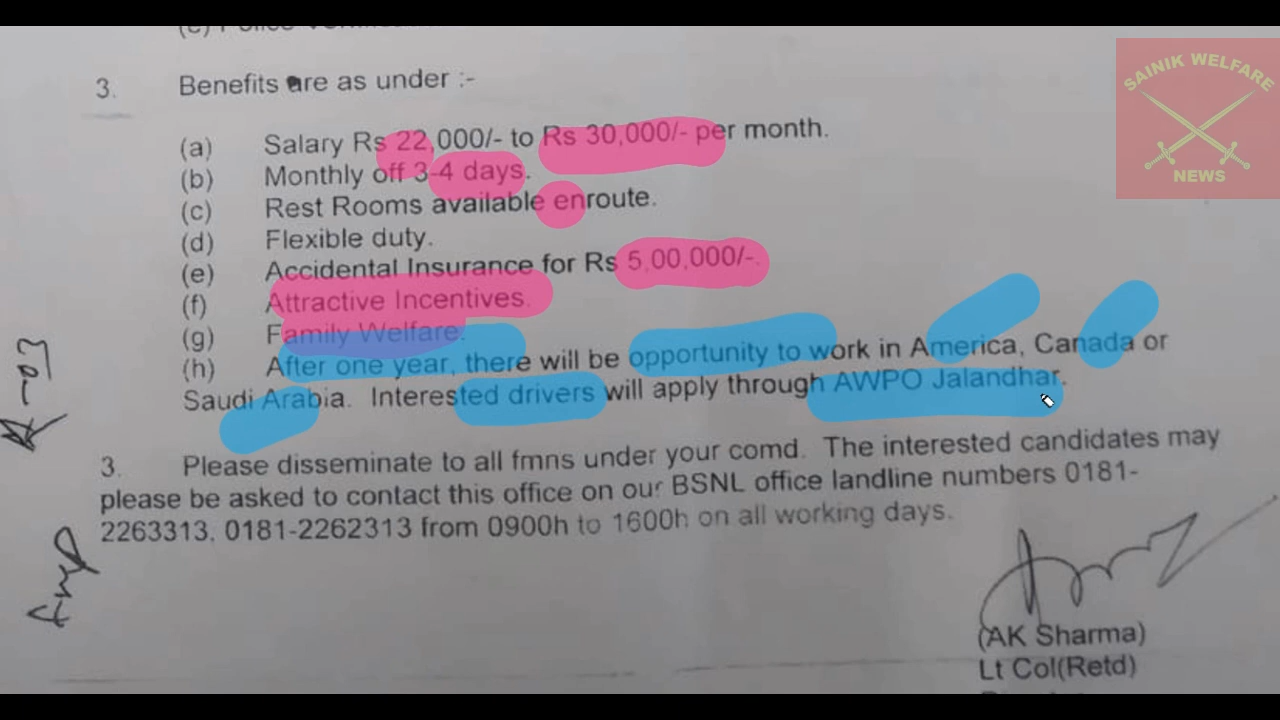 3. Benefits are as under :-
(a) Salary Rs 22,000/- to Rs 30,000/- per month.
(b) Monthly off 3-4 days.
(c) Rest Rooms available enroute.
(d) Flexible duty.
(e) Accidental Insurance for Rs 5,00,000/-.
(f) Attractive Incentives.
(g) Family Welfare.
(h) After one year, there will be opportunity to work in America, Canada or
Saudi Arabia. Interested drivers will apply through AWPO Jalandhar.
3. Please disseminate to all fmns under your comd. The interested candidates may
please be asked to contact this office on our BSNL office landline numbers 0181-
2263313, 0181-2262313 from 0900h to 1600h on all working days.
(AK Sharma)
Lt Col(Retd)
SAINIK WELFARE
NEWS